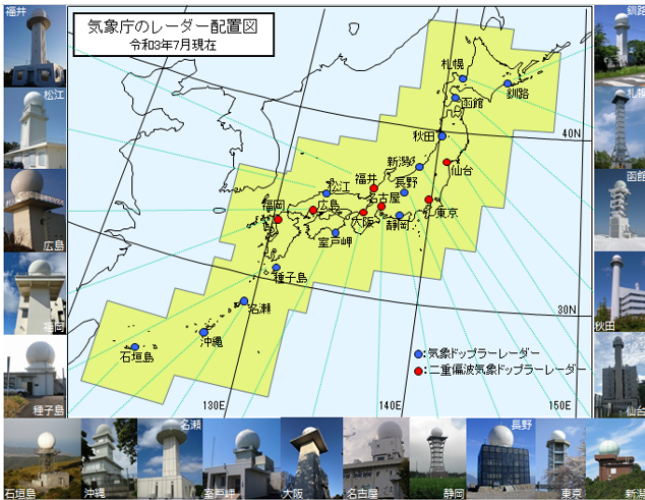 気象庁のレーダー配置図
令和3年7月現在
福井
松江
広島
福岡
種子島
釧路
札幌
函館
秋田
仙台
札幌
釧路
函館
秋田
仙台
新潟
福井
長野
松江
名古屋
福岡
広島
大阪
静岡
東京
室戸岬
種子島
名瀬
沖縄
石垣島
40N
30N
130E
140E
150E
:気象ドップラーレーダー
:二重偏波気象ドップラーレーダー
石垣島
沖縄
名瀬
室戸岬
大阪
名古屋
静岡
長野
東京
新潟